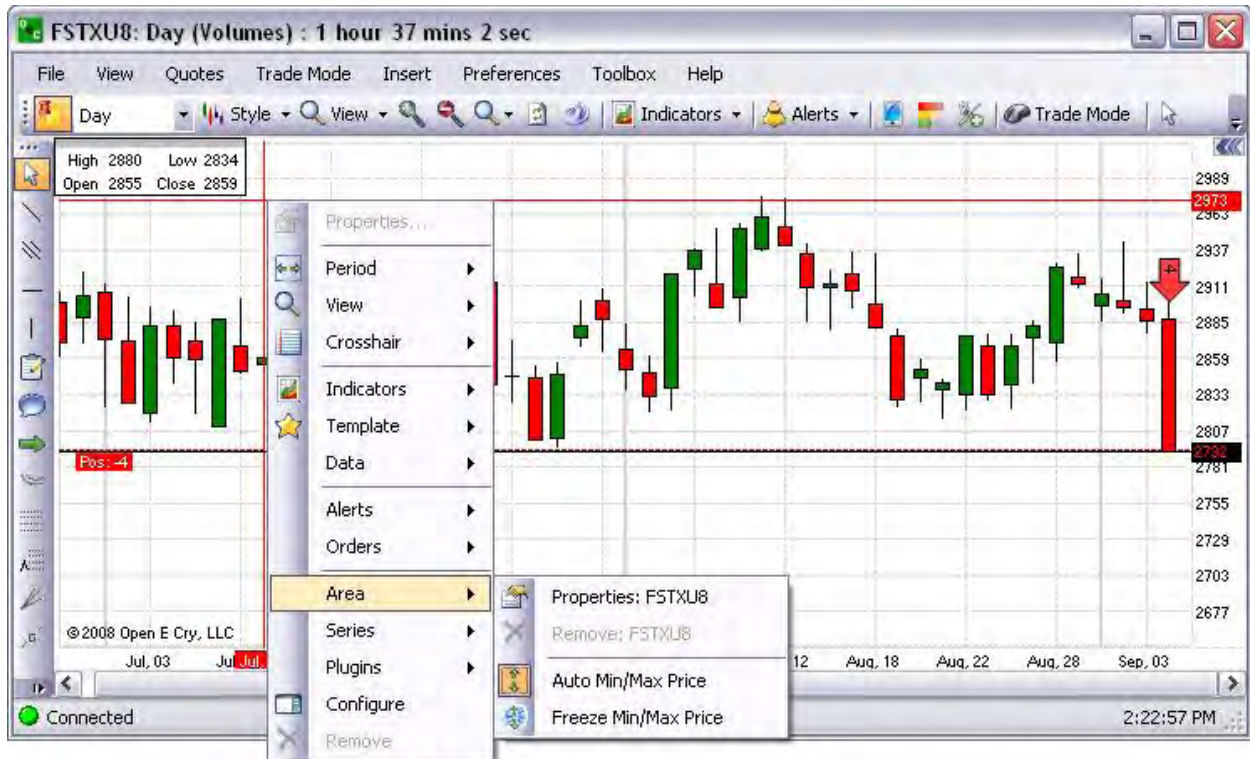 FSTXU8: Day (Volumes) : 1 hour 37 mins 2 sec
File View Quotes Trade Mode Insert Preferences Toolbox Help
Day Style View Indicators Alerts Trade Mode
High 2880 Low 2834
Open 2855 Close 2859
2989
2973
2963
2937
2911
2885
2859
2833
2807
2792
2781
2755
2729
2703
2677
4
Pos: -4
Properties...
Period
View
Crosshair
Indicators
Template
Data
Alerts
Orders
Area
Series
Plugins
Configure
Remove
Properties: FSTXU8
Remove: FSTXU8
Auto Min/Max Price
Freeze Min/Max Price
©2008 Open E Cry, LLC
Jul, 03 Jul Jul, 12 Aug, 18 Aug, 22 Aug, 28 Sep, 03
Connected 2:22:57 PM